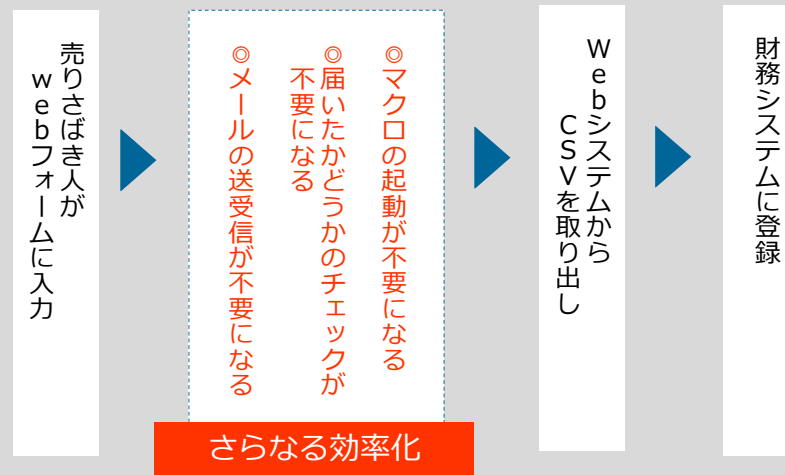 売りさばき人が
webフォームに入力
◎マクロの起動が不要になる
◎届いたかどうかのチェックが
不要になる
◎メールの送受信が不要になる
さらなる効率化
Webシステムから
CSVを取り出し
財務システムに登録